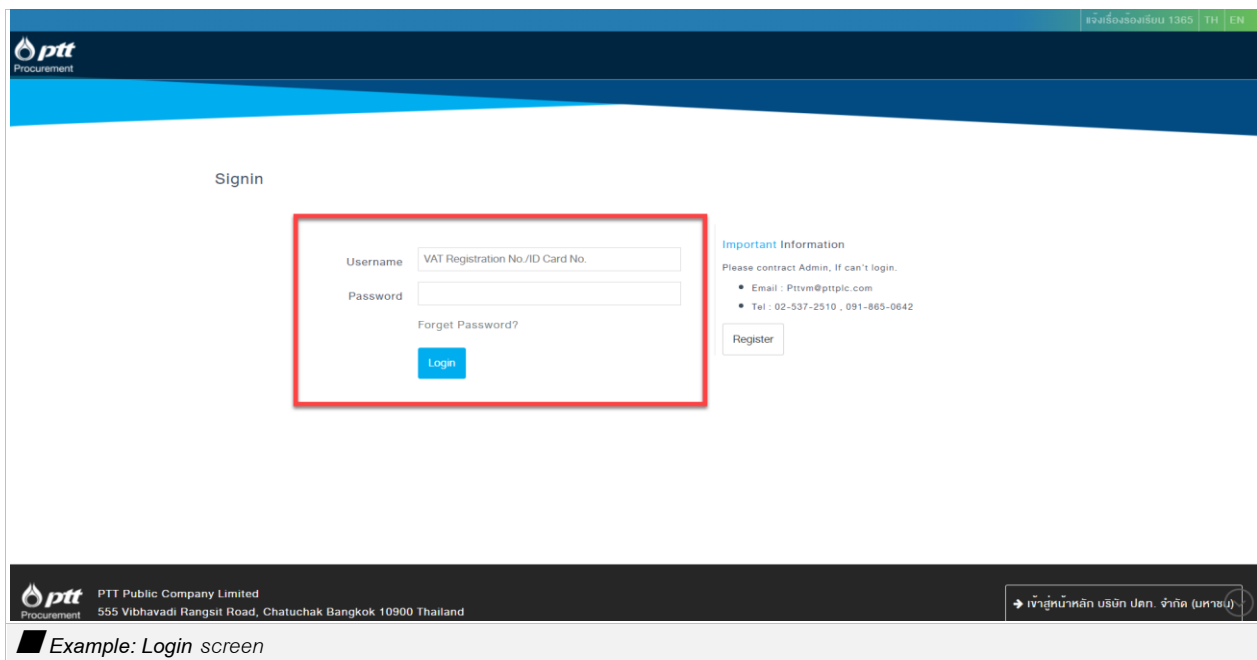 แจ้งเรื่องร้องเรียน 1365 TH EN
ptt
Procurement
Signin
Username VAT Registration No./ID Card No.
Password
Forget Password?
Login
Important Information
Please contract Admin, If can't login.
Email : Pttvm@pttplc.com
Tel : 02-537-2510 , 091-865-0642
Register
ptt
Procurement
PTT Public Company Limited
555 Vibhavadi Rangsit Road, Chatuchak Bangkok 10900 Thailand
เข้าสู่หน้าหลัก บริษัท ปตท. จำกัด (มหาชน)
Example: Login screen